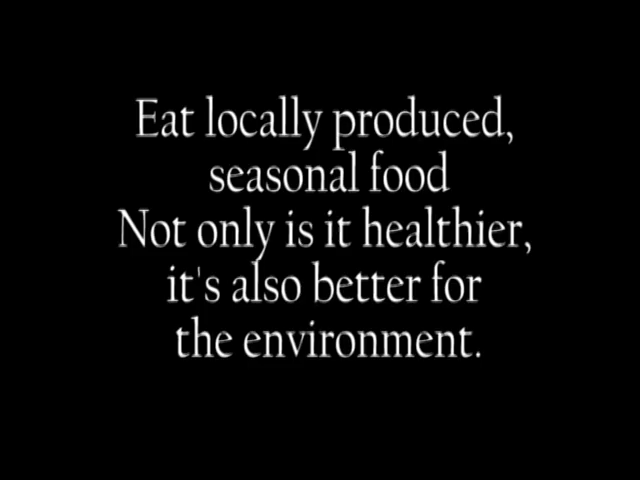 Eat locally produced,
seasonal food
Not only is it healthier,
it's also better for
the environment.